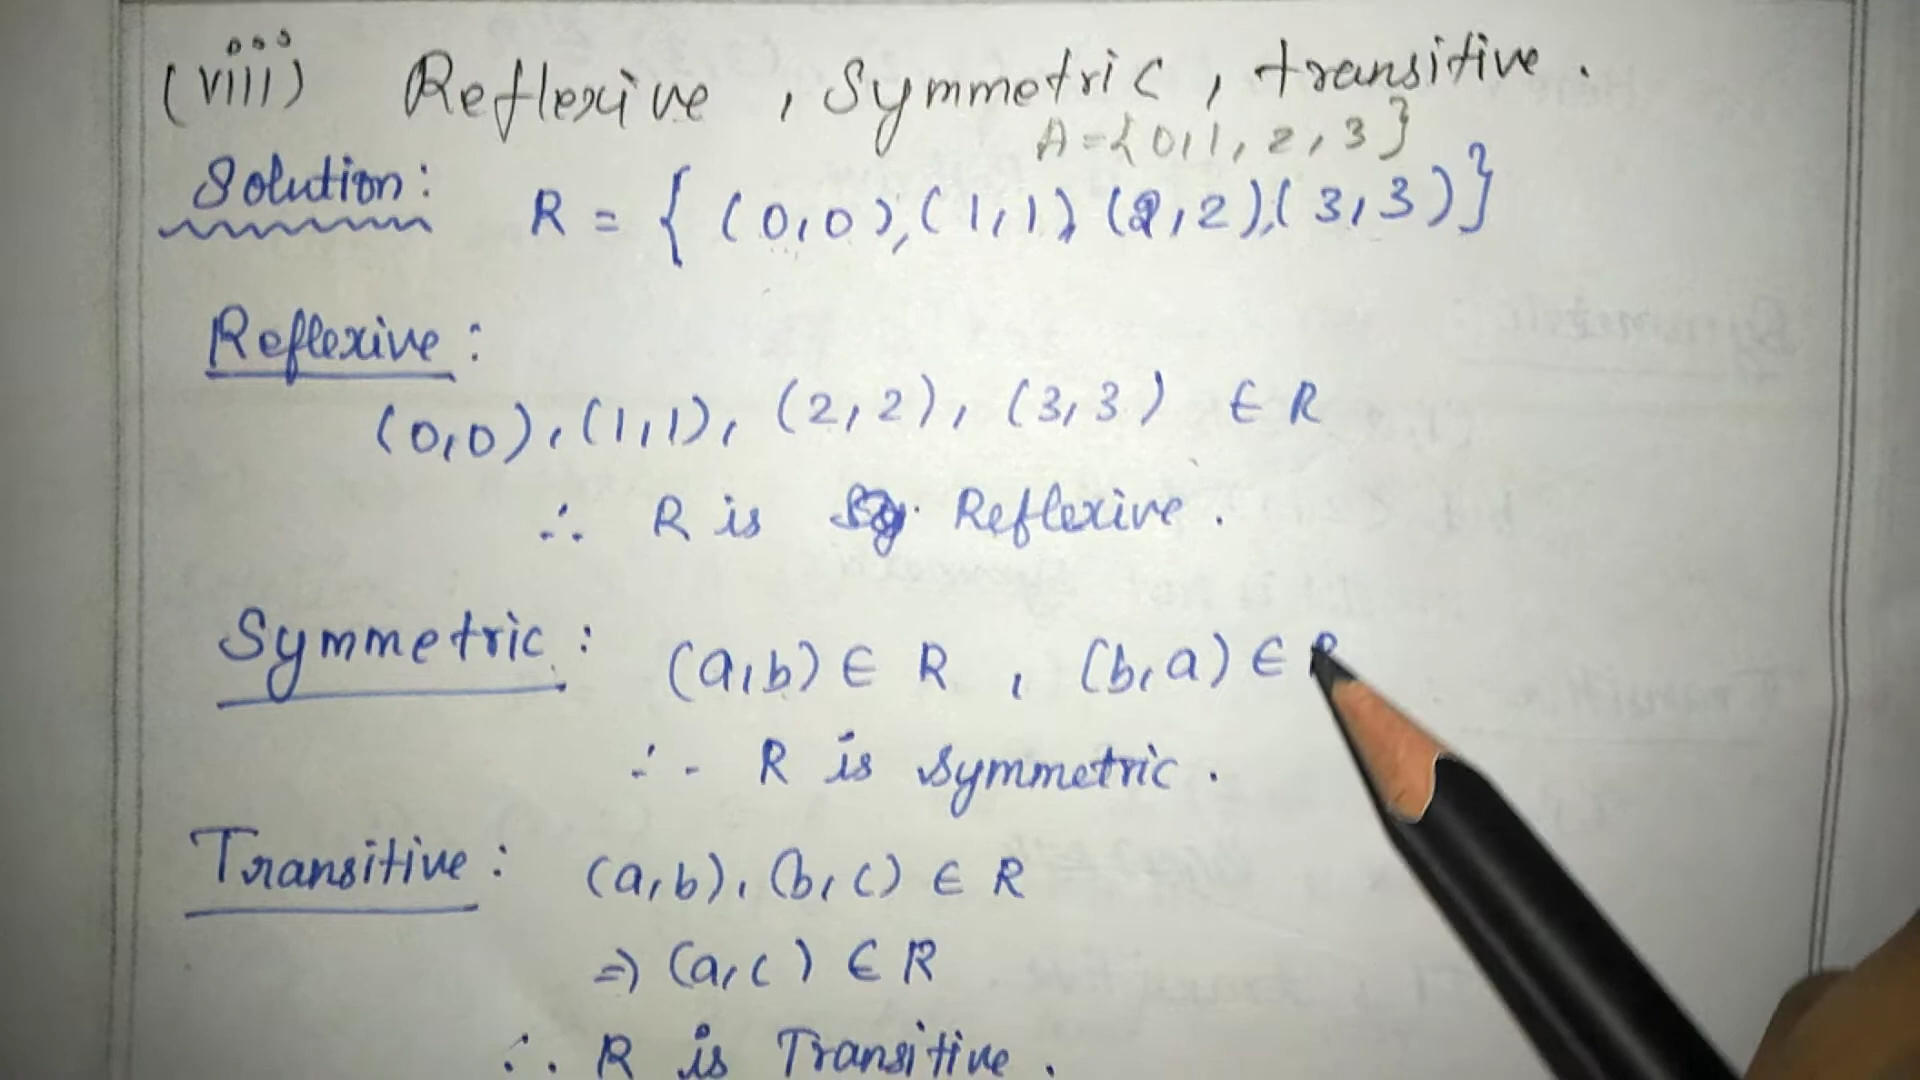 (viii) Reflexive, Symmetric, transitive.
A={0,1,2,3}
Solution: R = { (0,0),(1,1),(2,2),(3,3)}
Reflexive:
(0,0),(1,1),(2,2),(3,3) ∈ R
∴ R is Reflexive.
Symmetric: (a,b) ∈ R , (b,a) ∈ R
∴ R is symmetric.
Transitive: (a,b),(b,c) ∈ R
⇒ (a,c) ∈ R
∴ R is Transitive.